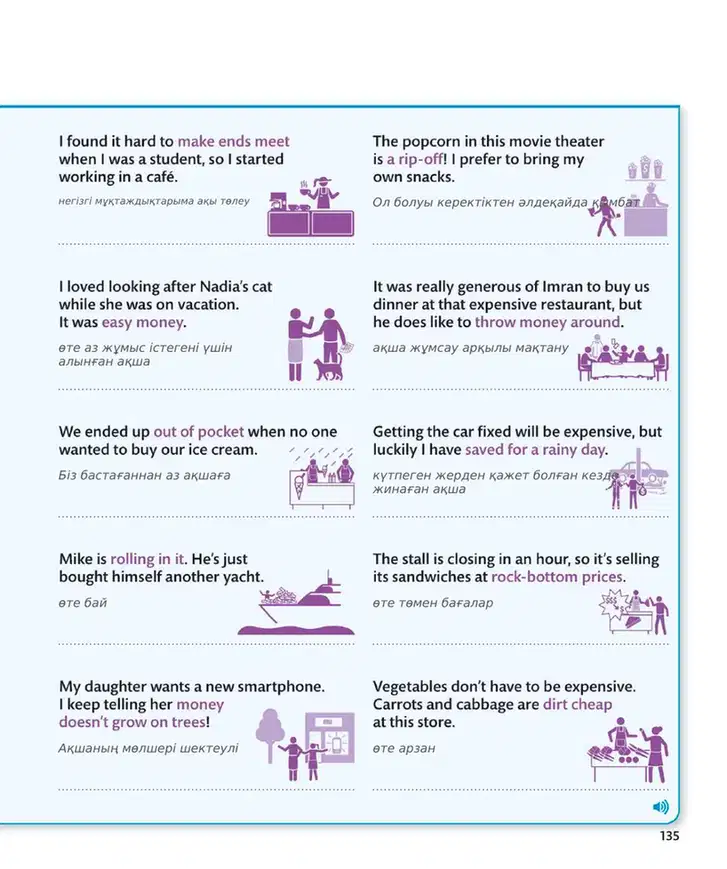 I found it hard to make ends meet
when I was a student, so I started
working in a café.
негізгі мұқтаждықтарыма ақы төлеу
The popcorn in this movie theater
is a rip-off! I prefer to bring my
own snacks.
Ол болуы керектіктен әлдеқайда қымбат
I loved looking after Nadia's cat
while she was on vacation.
It was easy money.
өте аз жұмыс істегені үшін
алынған ақша
It was really generous of Imran to buy us
dinner at that expensive restaurant, but
he does like to throw money around.
ақша жұмсау арқылы мақтану
We ended up out of pocket when no one
wanted to buy our ice cream.
Біз бастағаннан аз ақшаға
Getting the car fixed will be expensive, but
luckily I have saved for a rainy day.
күтпеген жерден қажет болған кезде
жинаған ақша
Mike is rolling in it. He's just
bought himself another yacht.
өте бай
The stall is closing in an hour, so it's selling
its sandwiches at rock-bottom prices.
өте төмен бағалар
My daughter wants a new smartphone.
I keep telling her money
doesn't grow on trees!
Ақшаның мөлшері шектеулі
Vegetables don't have to be expensive.
Carrots and cabbage are dirt cheap
at this store.
өте арзан
135